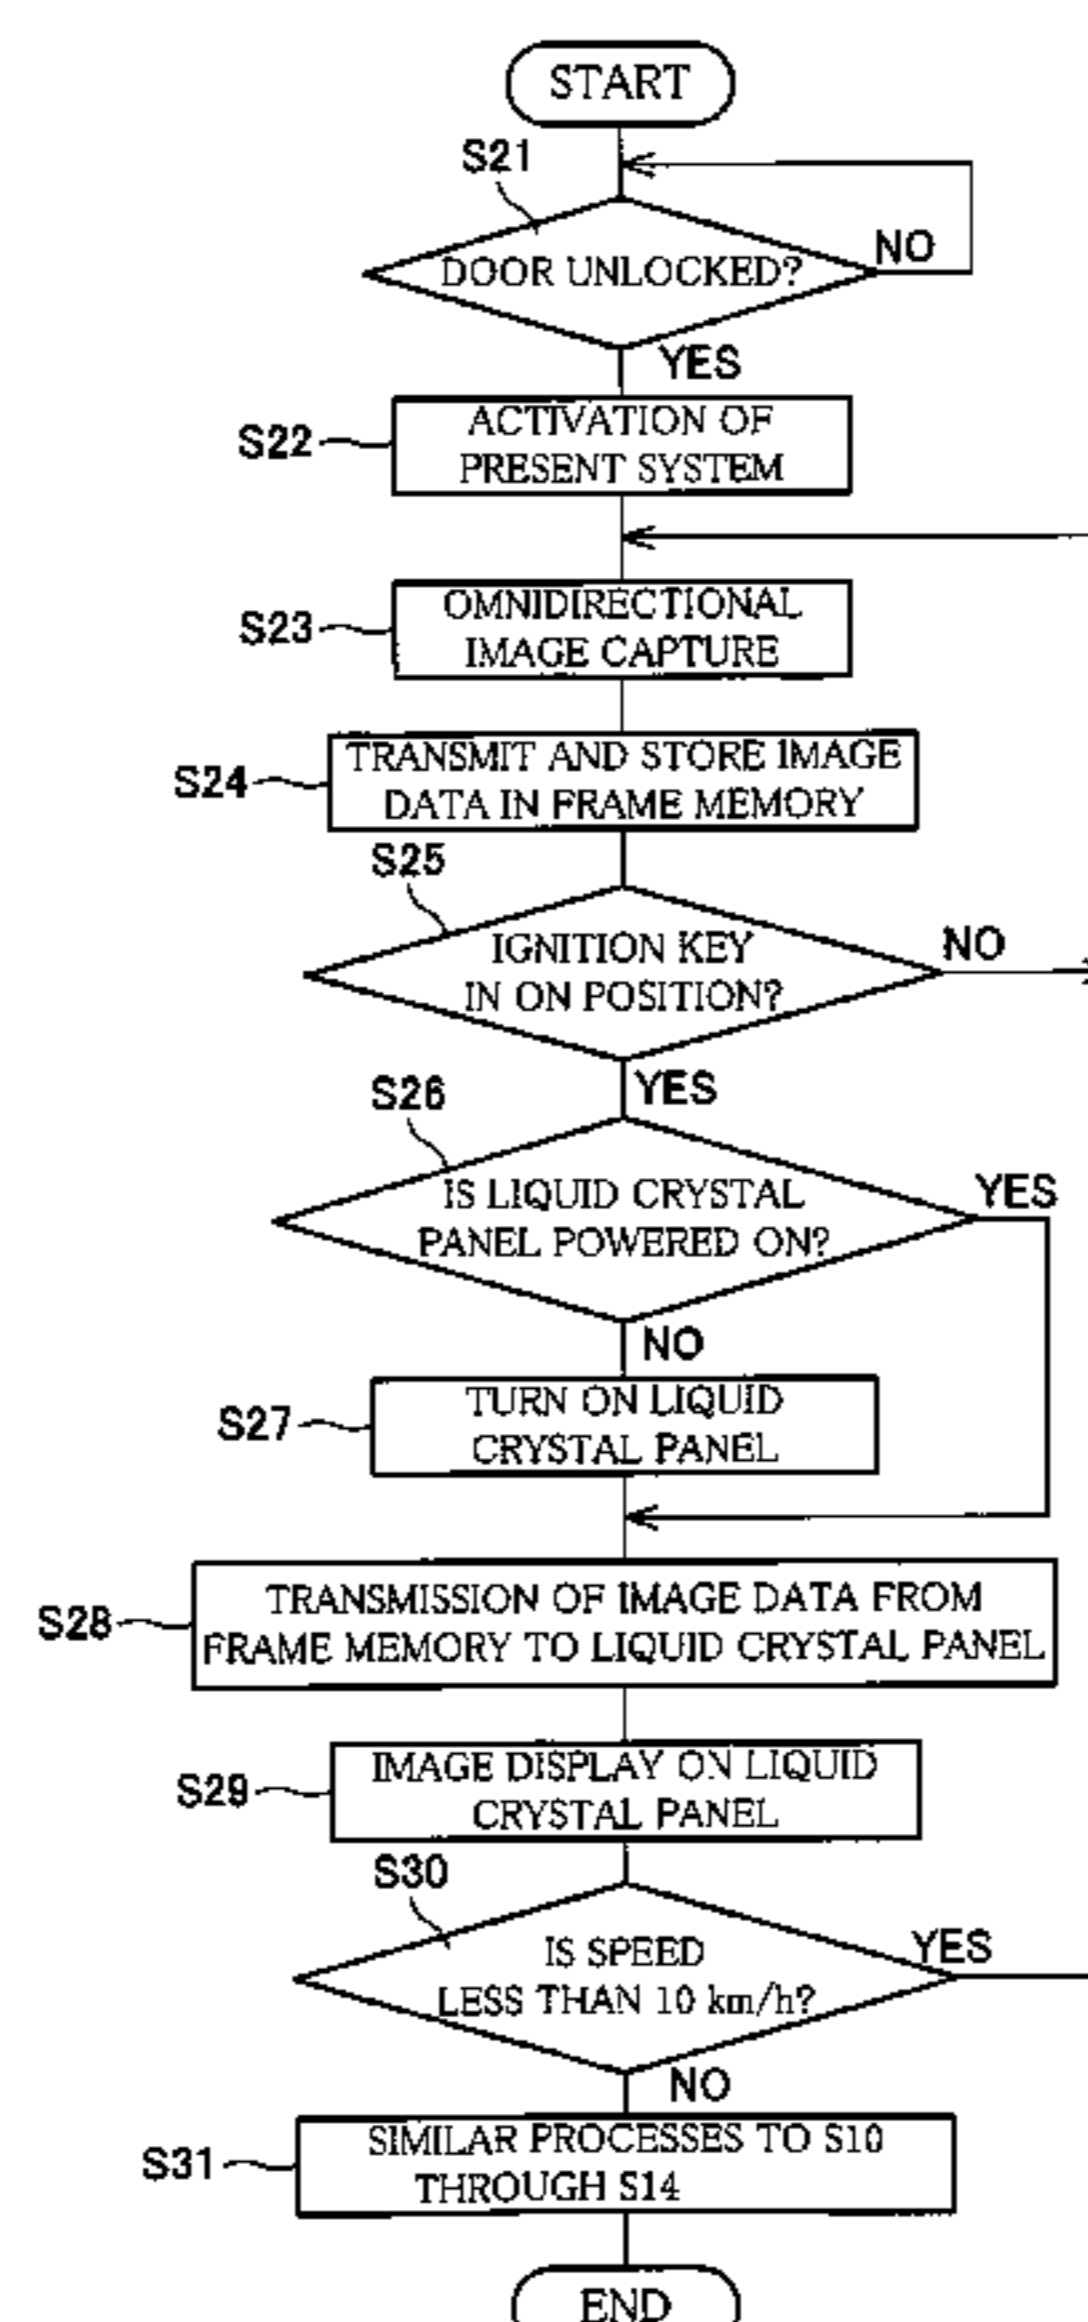 START
S21
DOOR UNLOCKED?
NO
YES
S22
ACTIVATION OF
PRESENT SYSTEM
S23
OMNIDIRECTIONAL
IMAGE CAPTURE
S24
TRANSMIT AND STORE IMAGE
DATA IN FRAME MEMORY
S25
IGNITION KEY
IN ON POSITION?
NO
YES
S26
IS LIQUID CRYSTAL
PANEL POWERED ON?
YES
NO
S27
TURN ON LIQUID
CRYSTAL PANEL
S28
TRANSMISSION OF IMAGE DATA FROM
FRAME MEMORY TO LIQUID CRYSTAL PANEL
S29
IMAGE DISPLAY ON LIQUID
CRYSTAL PANEL
S30
IS SPEED
LESS THAN 10 km/h?
YES
NO
S31
SIMILAR PROCESSES TO S10
THROUGH S14
END